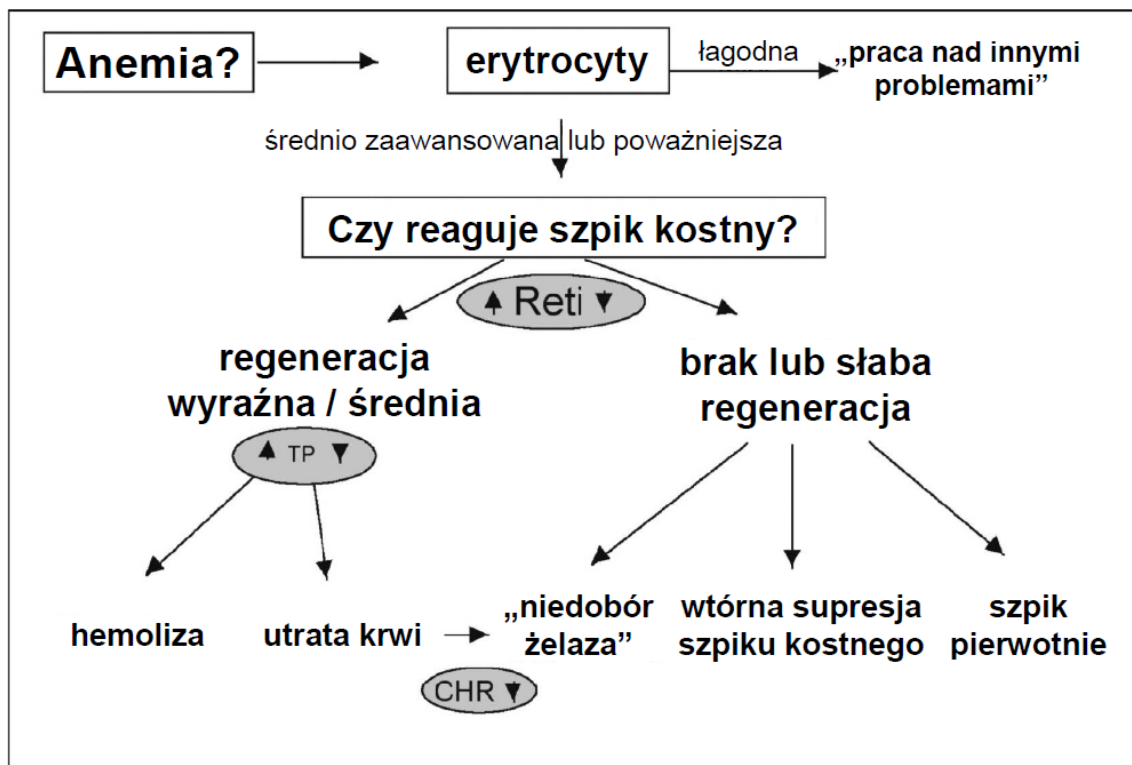 Anemia?
erytrocyty
łagodna
„praca nad innymi
problemami”
średnio zaawansowana lub poważniejsza
Czy reaguje szpik kostny?
Reti
regeneracja
wyraźna / średnia
brak lub słaba
regeneracja
TP
hemoliza
utrata krwi
„niedobór
żelaza”
wtórna supresja
szpiku kostnego
szpik
pierwotnie
CHR